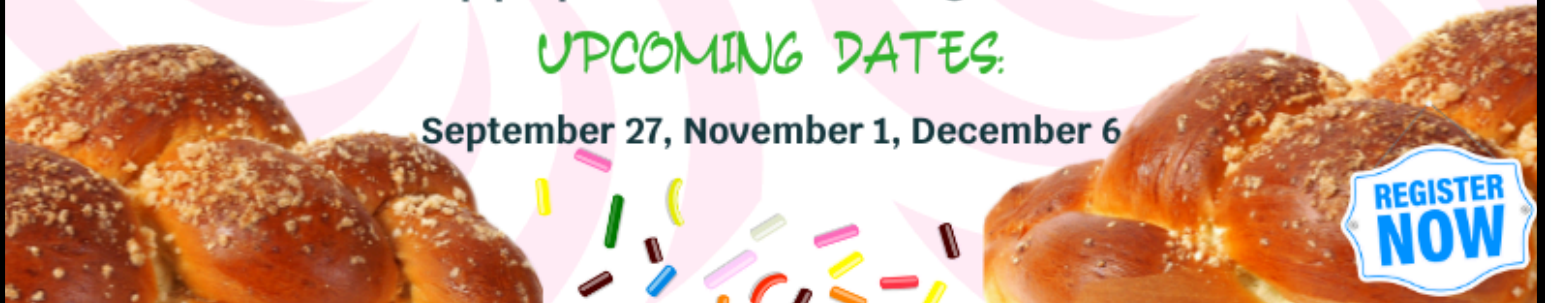 UPCOMING DATES:
September 27, November 1, December 6
REGISTER
NOW